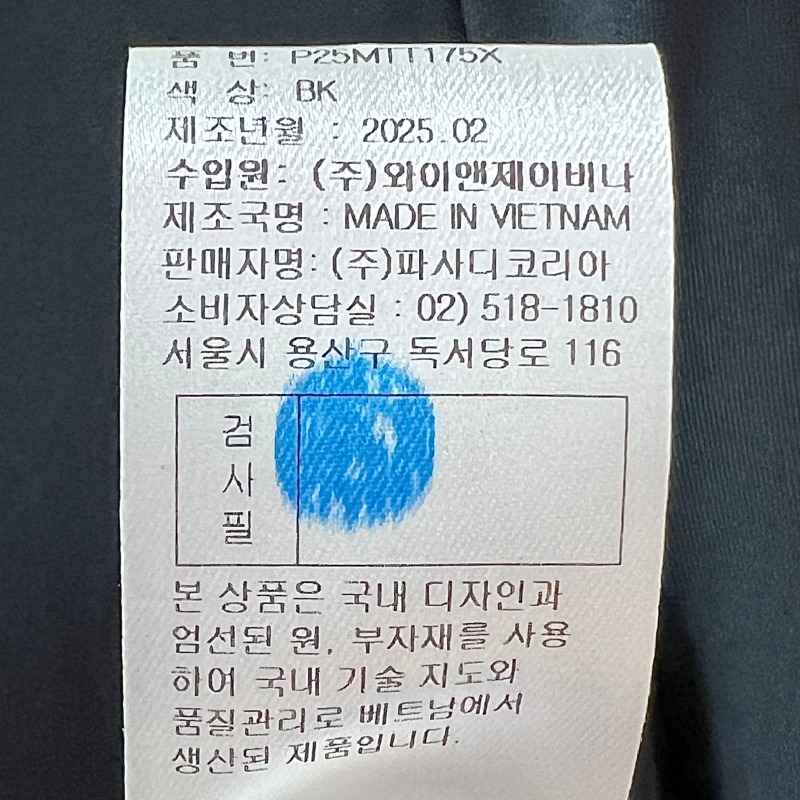 품 번: P25MTT175X
색 상: BK
제조년월 : 2025.02
수입원: (주)와이앤제이비나
제조국명 : MADE IN VIETNAM
판매자명: (주)파사디코리아
소비자상담실 : 02) 518-1810
서울시 용산구 독서당로 116
검
사
필
본 상품은 국내 디자인과
엄선된 원, 부자재를 사용
하여 국내 기술 지도와
품질관리로 베트남에서
생산된 제품입니다.